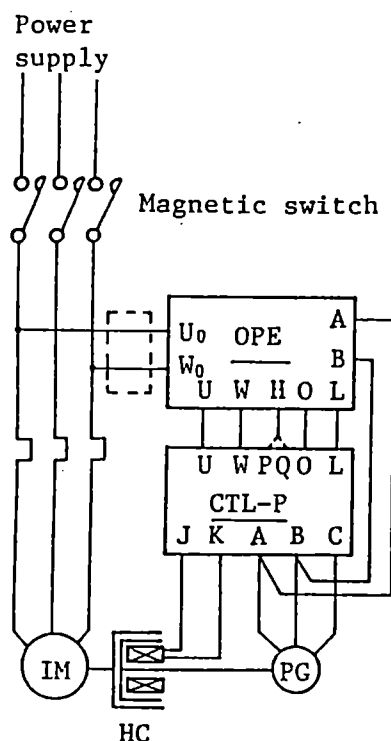 Power
supply
Magnetic switch
U0 OPE A
W0 B
U W H O L
U W P Q O L
CTL-P
J K A B C
IM
PG
HC